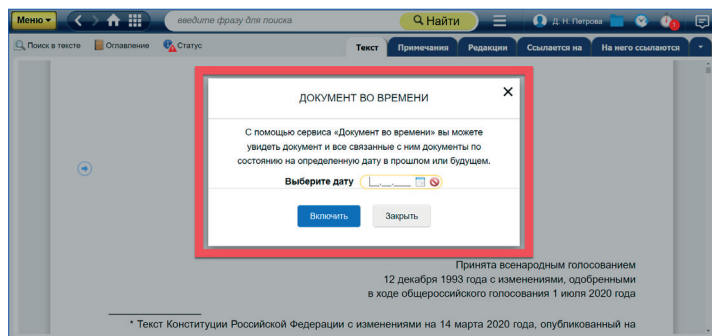 Меню
введите фразу для поиска
Найти
Д. Н. Петрова
Поиск в тексте
Оглавление
Статус
Текст
Примечания
Редакции
Ссылается на
На него ссылаются
ДОКУМЕНТ ВО ВРЕМЕНИ
С помощью сервиса «Документ во времени» вы можете
увидеть документ и все связанные с ним документы по
состоянию на определенную дату в прошлом или будущем.
Выберите дату __.__.____
Включить
Закрыть
Принята всенародным голосованием
12 декабря 1993 года с изменениями, одобренными
в ходе общероссийского голосования 1 июля 2020 года
* Текст Конституции Российской Федерации с изменениями на 14 марта 2020 года, опубликованный на